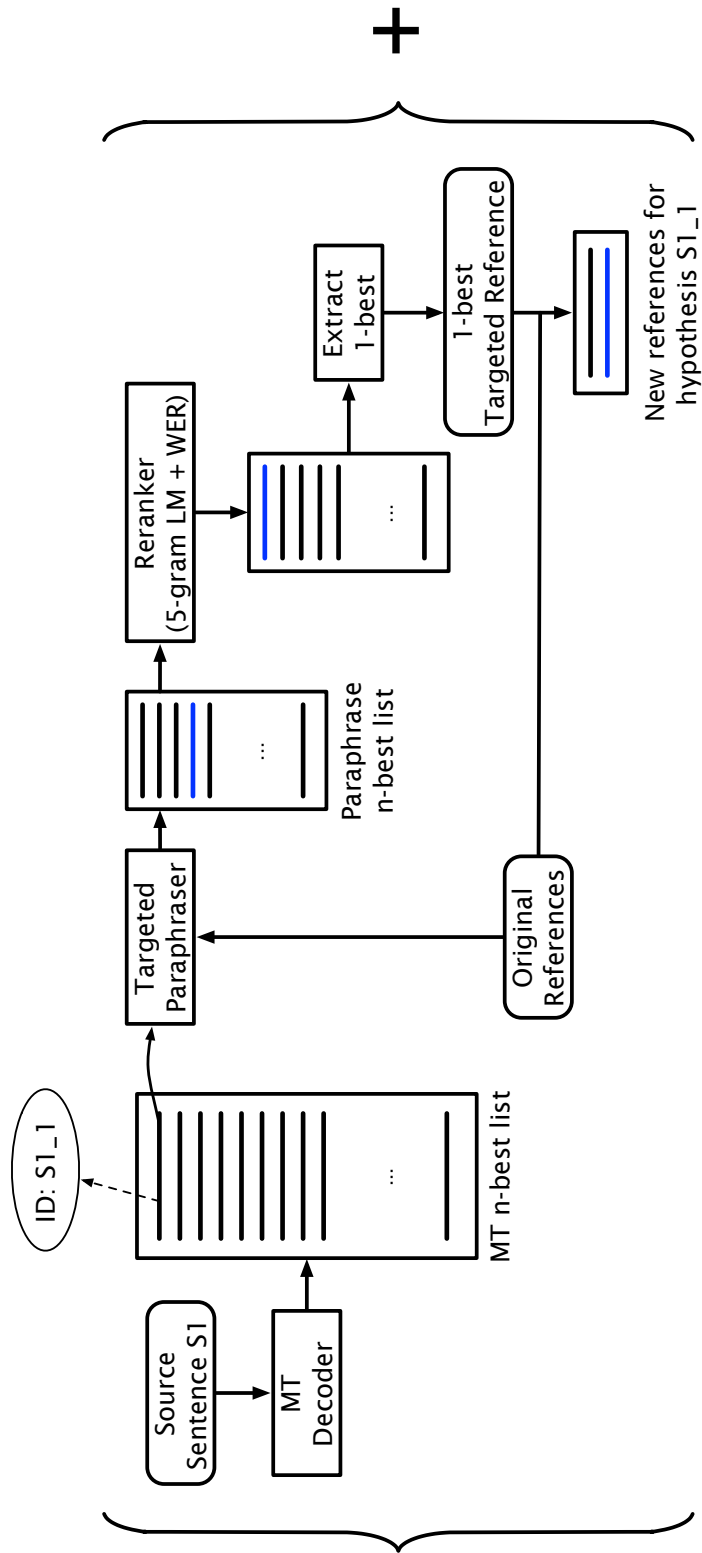 Source
Sentence S1
MT
Decoder
ID: S1_1
...
MT n-best list
Targeted
Paraphraser
Original
References
...
Paraphrase
n-best list
Reranker
(5-gram LM + WER)
...
Extract
1-best
1-best
Targeted Reference
New references for
hypothesis S1_1
+